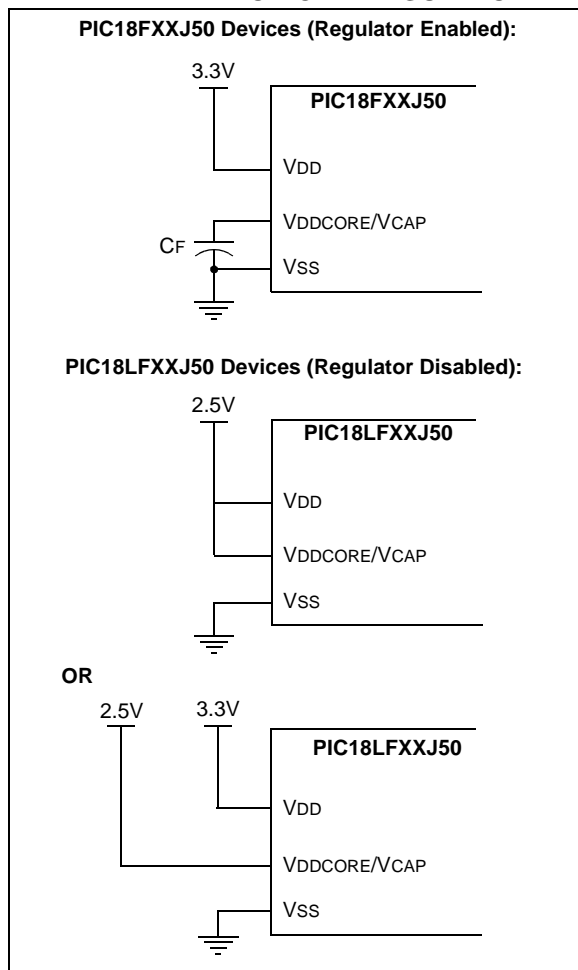 PIC18FXXJ50 Devices (Regulator Enabled):
3.3V
PIC18FXXJ50
VDD
VDDCORE/VCAP
CF
VSS
PIC18LFXXJ50 Devices (Regulator Disabled):
2.5V
PIC18LFXXJ50
VDD
VDDCORE/VCAP
VSS
OR
2.5V 3.3V
PIC18LFXXJ50
VDD
VDDCORE/VCAP
VSS